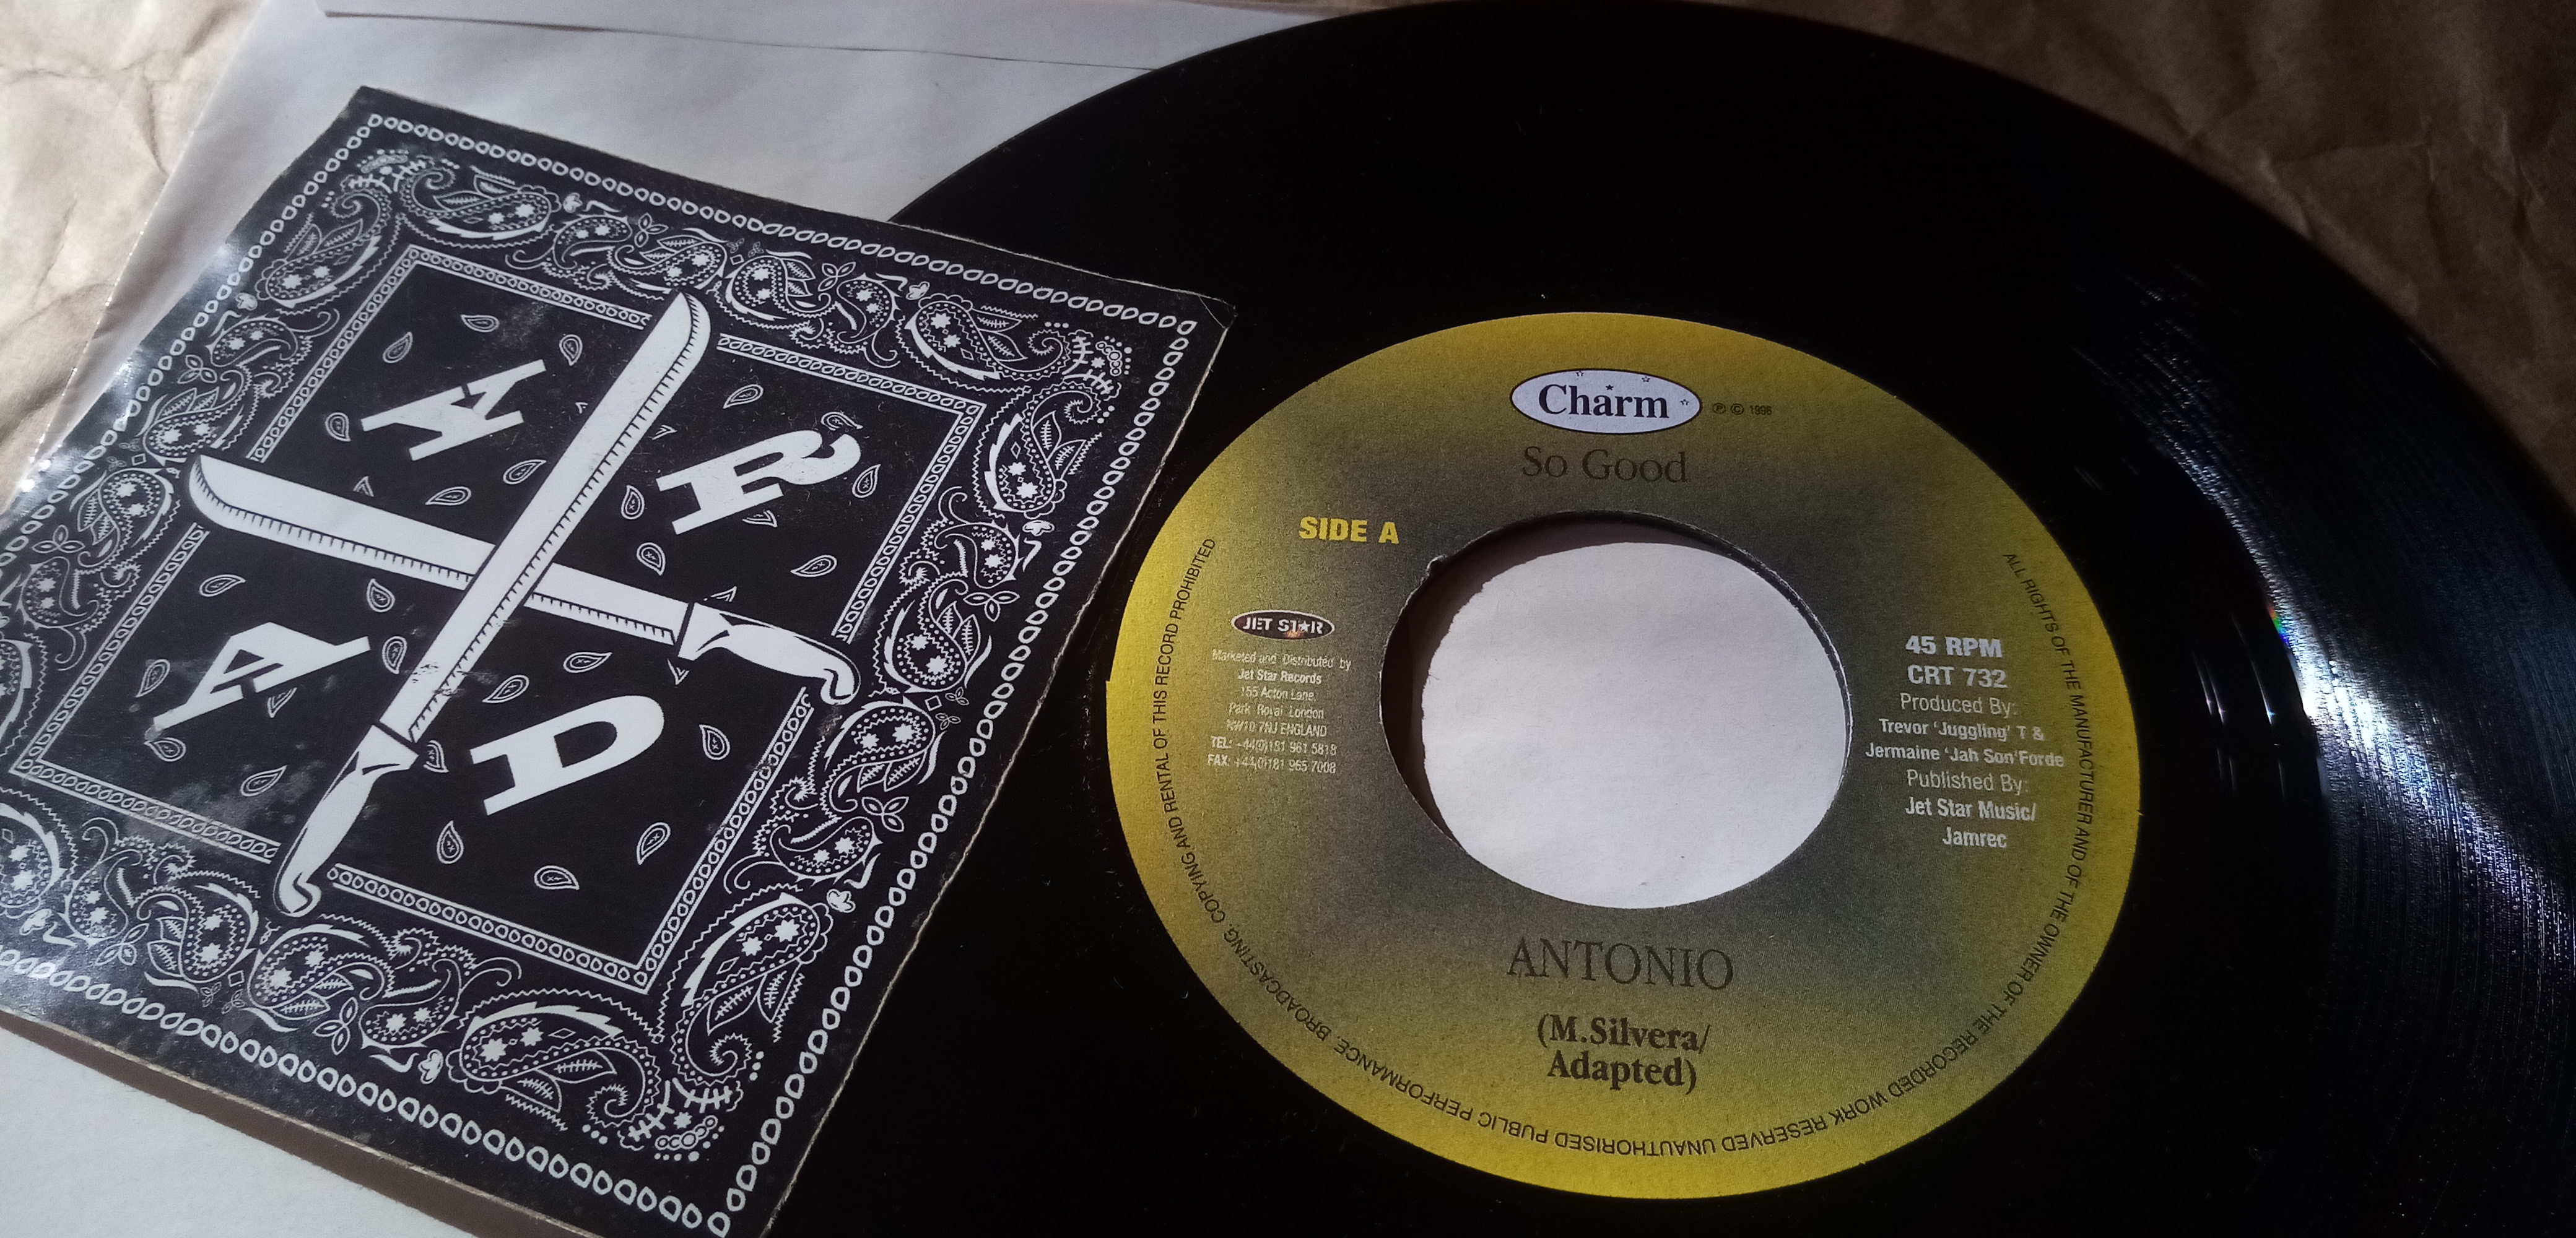 H R
A D
Charm ℗ © 1998
So Good
SIDE A
JET STAR
Marketed and Distributed by
Jet Star Records
155 Acton Lane
Park Royal London
NW10 7NJ ENGLAND
TEL: +44(0)181 961 5818
FAX: +44(0)181 965 7008
45 RPM
CRT 732
Produced By:
Trevor 'Juggling' T &
Jermaine 'Jah Son' Forde
Published By:
Jet Star Music/
Jamrec
ANTONIO
(M.Silvera/
Adapted)
ALL RIGHTS OF THE MANUFACTURER AND OF THE OWNER OF THE RECORDED WORK RESERVED UNAUTHORISED PUBLIC PERFORMANCE. BROADCASTING. COPYING AND RENTAL OF THIS RECORD PROHIBITED